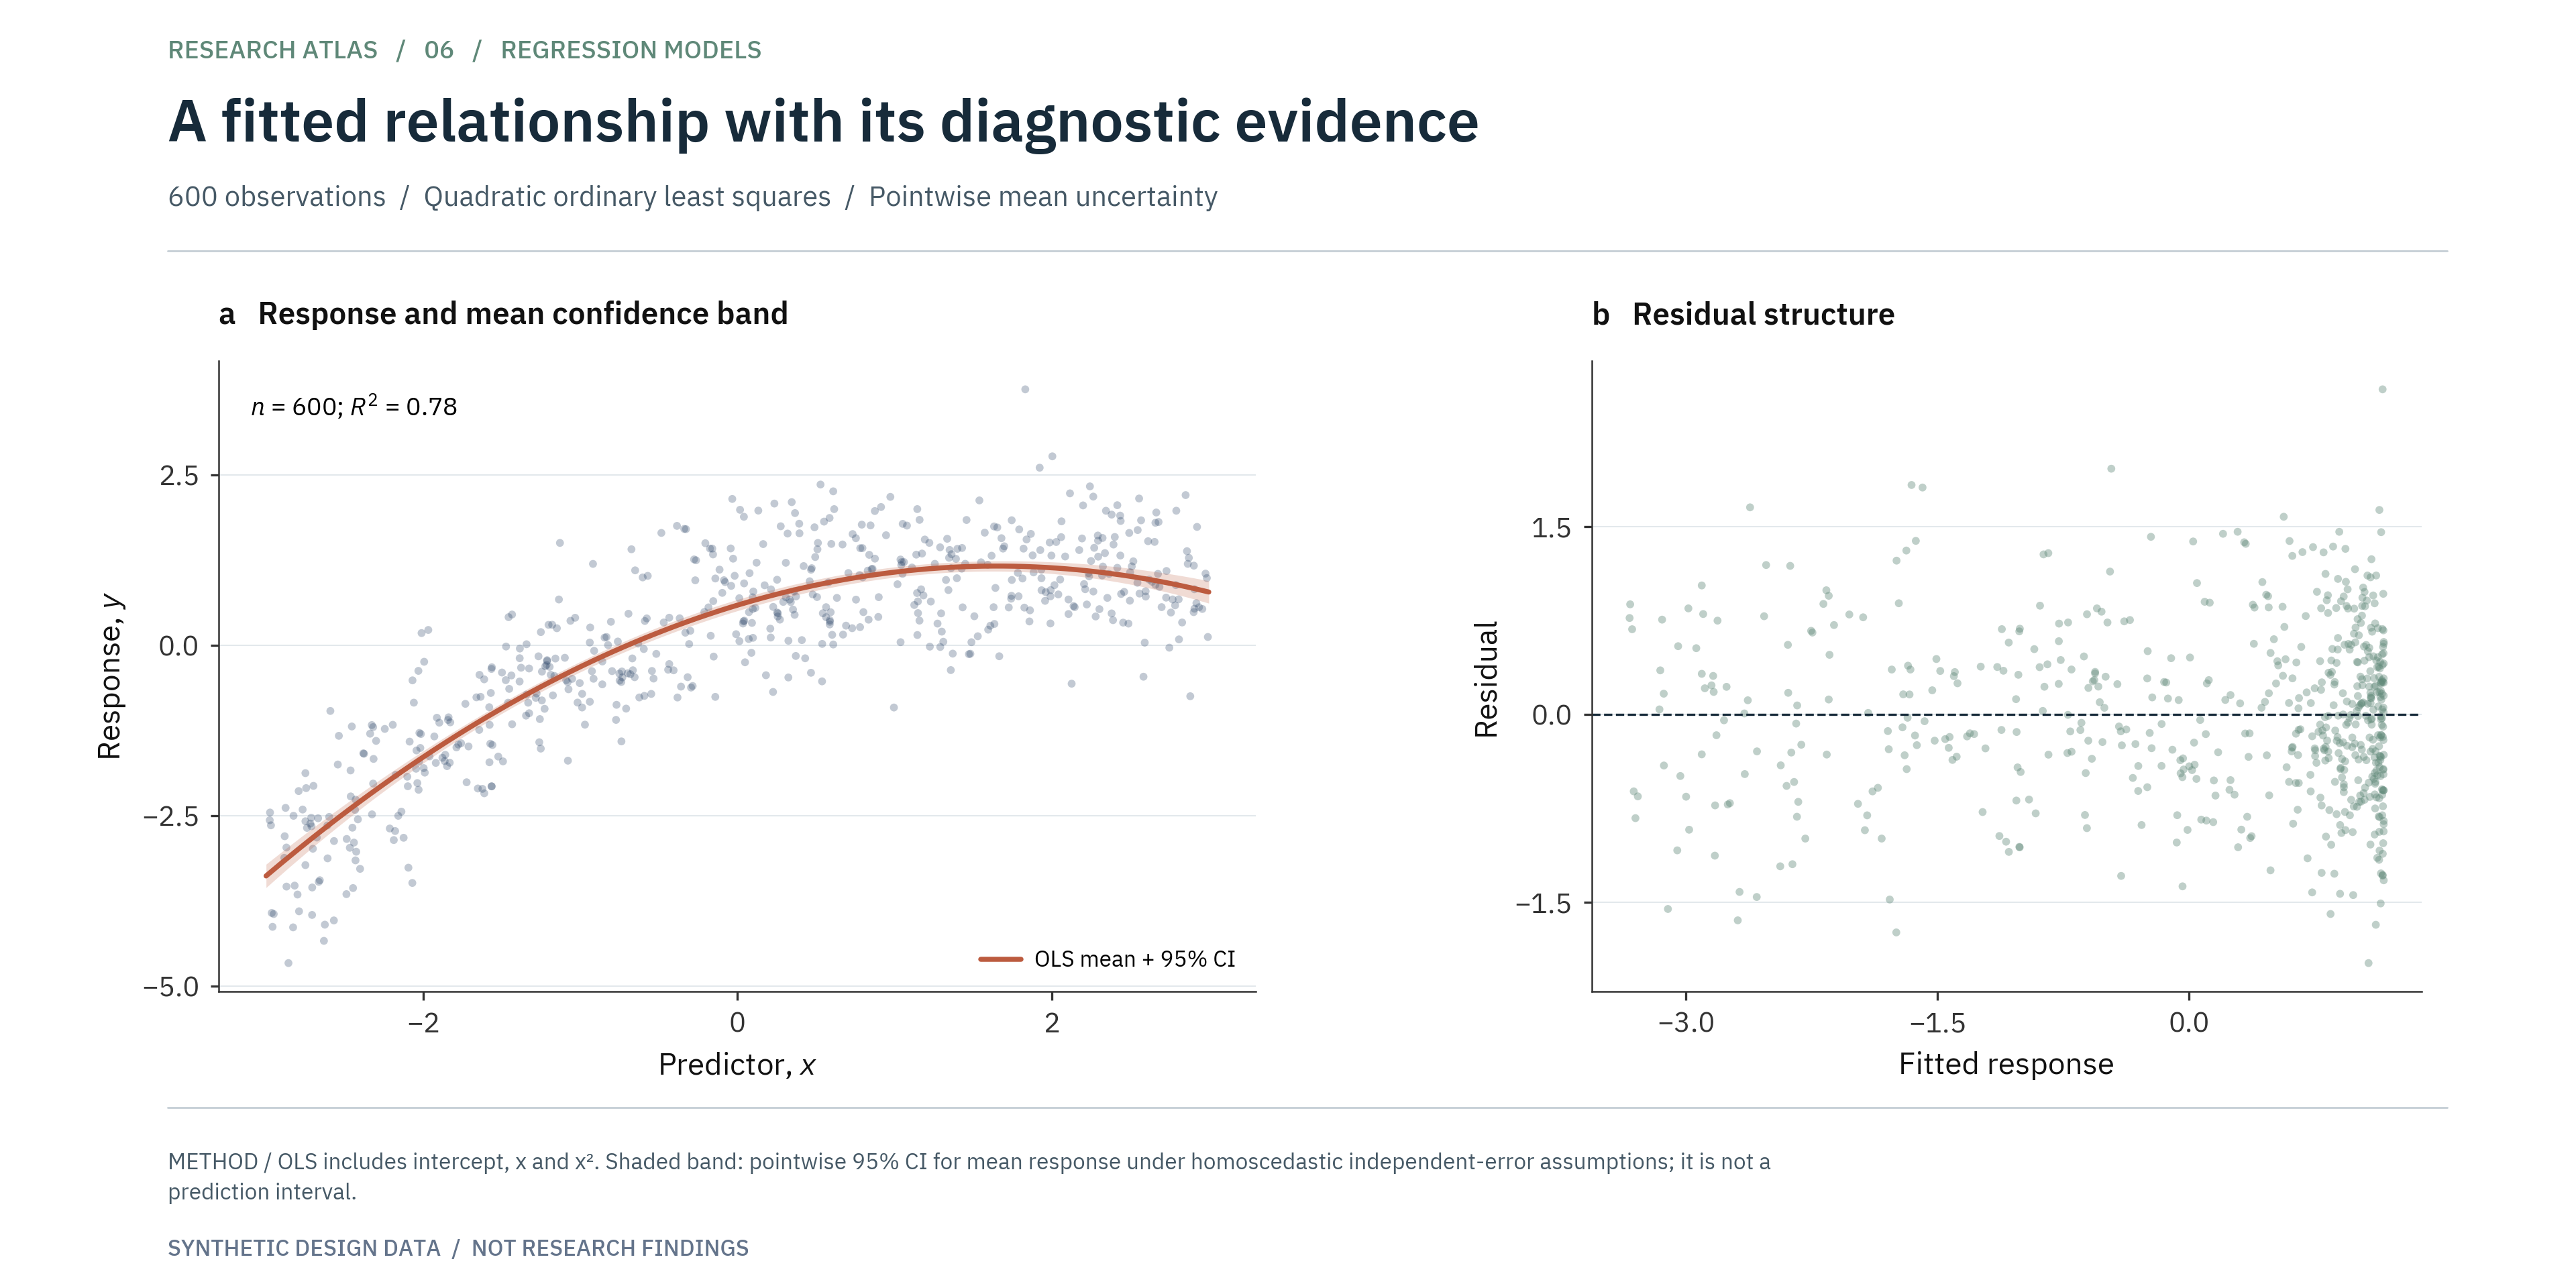 RESEARCH ATLAS / 06 / REGRESSION MODELS
A fitted relationship with its diagnostic evidence
600 observations / Quadratic ordinary least squares / Pointwise mean uncertainty
a Response and mean confidence band
n = 600; R² = 0.78
2.5
0.0
−2.5
−5.0
Response, y
OLS mean + 95% CI
−2 0 2
Predictor, x
b Residual structure
1.5
0.0
−1.5
Residual
−3.0 −1.5 0.0
Fitted response
METHOD / OLS includes intercept, x and x². Shaded band: pointwise 95% CI for mean response under homoscedastic independent-error assumptions; it is not a
prediction interval.
SYNTHETIC DESIGN DATA / NOT RESEARCH FINDINGS